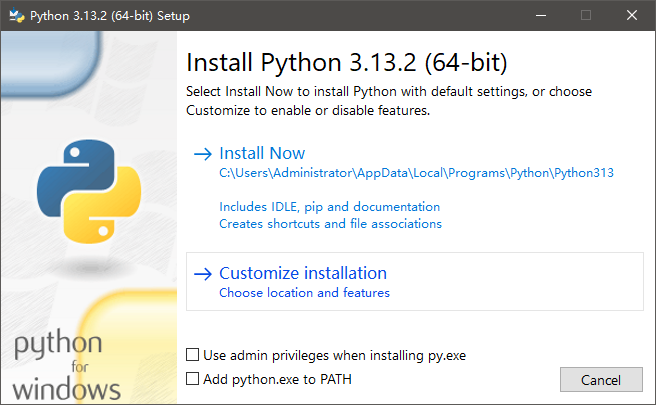 Python 3.13.2 (64-bit) Setup
Install Python 3.13.2 (64-bit)
Select Install Now to install Python with default settings, or choose
Customize to enable or disable features.
Install Now
C:\Users\Administrator\AppData\Local\Programs\Python\Python313
Includes IDLE, pip and documentation
Creates shortcuts and file associations
Customize installation
Choose location and features
python
for
windows
Use admin privileges when installing py.exe
Add python.exe to PATH
Cancel